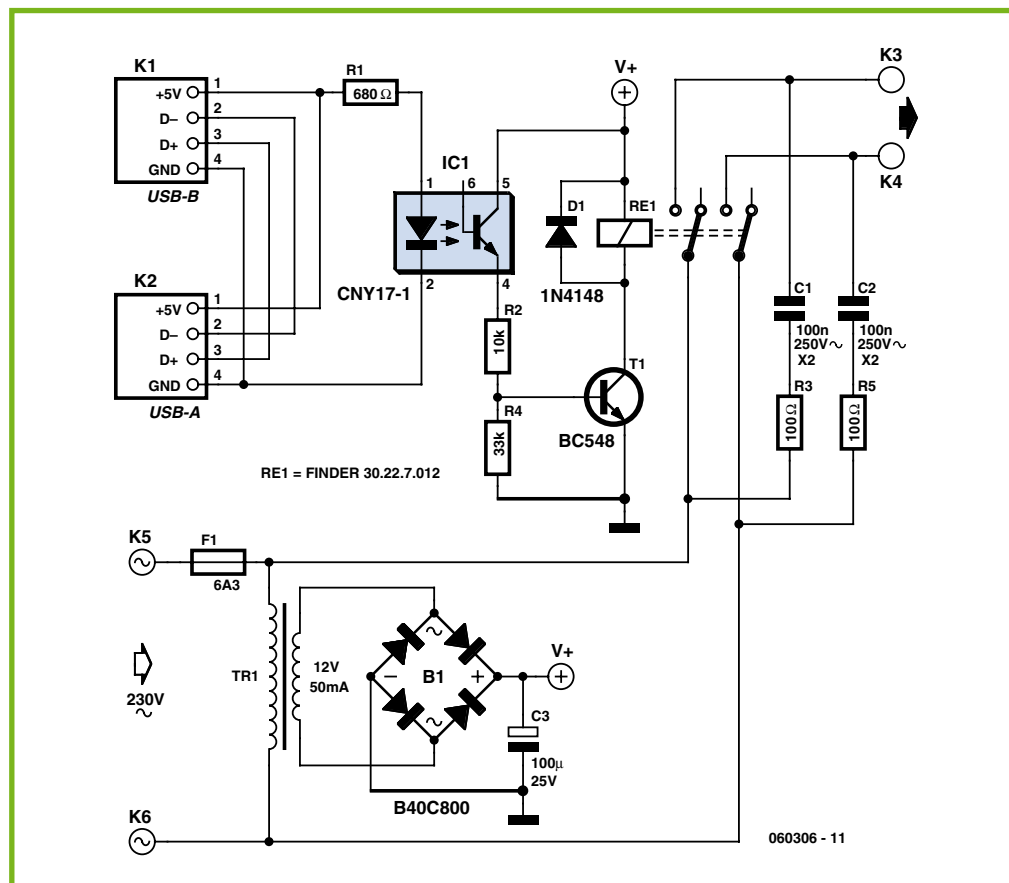 K1
1
+5V
2
D–
3
D+
4
GND
USB-B
K2
1
+5V
2
D–
3
D+
4
GND
USB-A
R1
680 Ω
IC1
1
6
5
2
4
CNY17-1
R2
10k
R4
33k
V+
D1
1N4148
RE1
T1
BC548
K3
K4
C1
100n
250V ~
X2
C2
100n
250V ~
X2
R3
100 Ω
R5
100 Ω
RE1 = FINDER 30.22.7.012
K5
F1
6A3
230V
~
TR1
12V
50mA
~
– B1 +
~
B40C800
V+
C3
100µ
25V
K6
060306 - 11